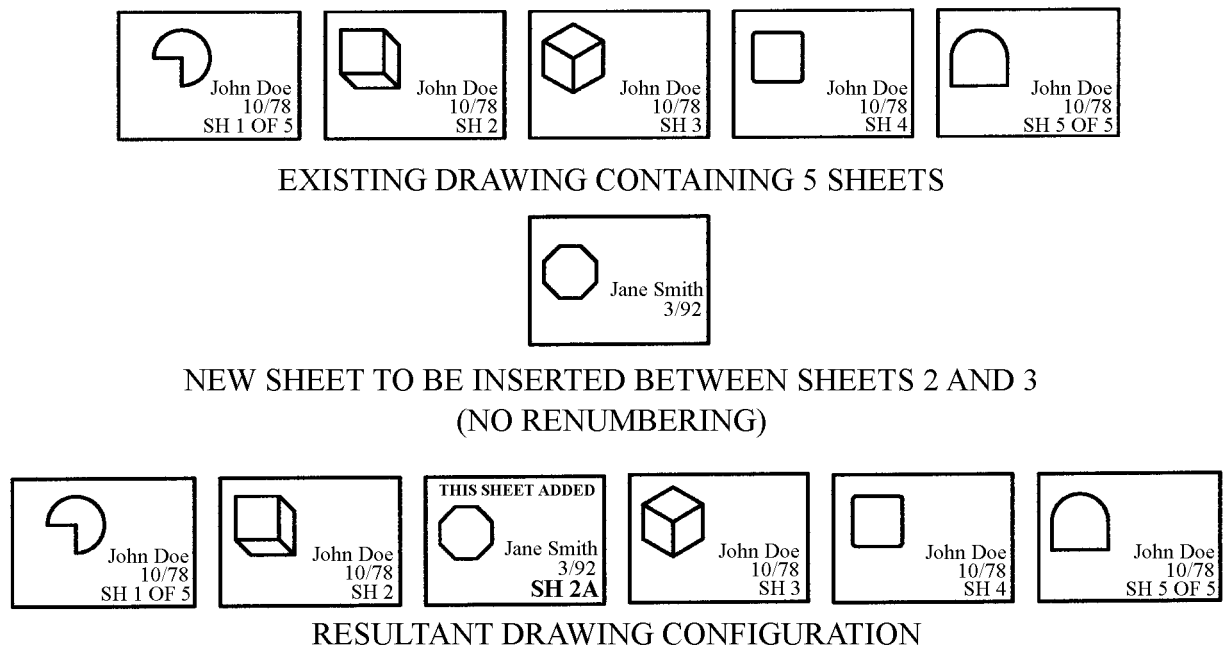 John Doe
10/78
SH 1 OF 5
John Doe
10/78
SH 2
John Doe
10/78
SH 3
John Doe
10/78
SH 4
John Doe
10/78
SH 5 OF 5
EXISTING DRAWING CONTAINING 5 SHEETS
Jane Smith
3/92
NEW SHEET TO BE INSERTED BETWEEN SHEETS 2 AND 3
(NO RENUMBERING)
John Doe
10/78
SH 1 OF 5
John Doe
10/78
SH 2
THIS SHEET ADDED
Jane Smith
3/92
SH 2A
John Doe
10/78
SH 3
John Doe
10/78
SH 4
John Doe
10/78
SH 5 OF 5
RESULTANT DRAWING CONFIGURATION